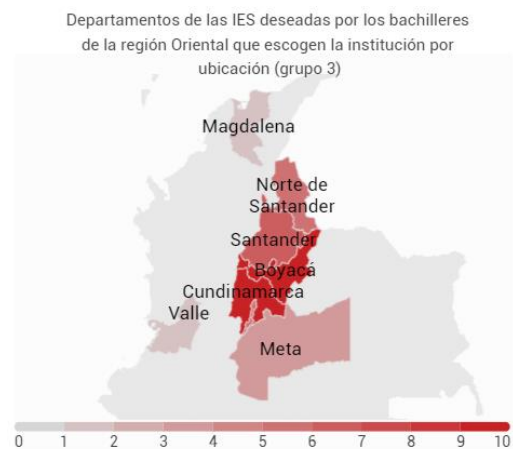 Departamentos de las IES deseadas por los bachilleres
de la región Oriental que escogen la institución por
ubicación (grupo 3)
Magdalena
Norte de
Santander
Santander
Boyacá
Cundinamarca
Valle
Meta
0 1 2 3 4 5 6 7 8 9 10